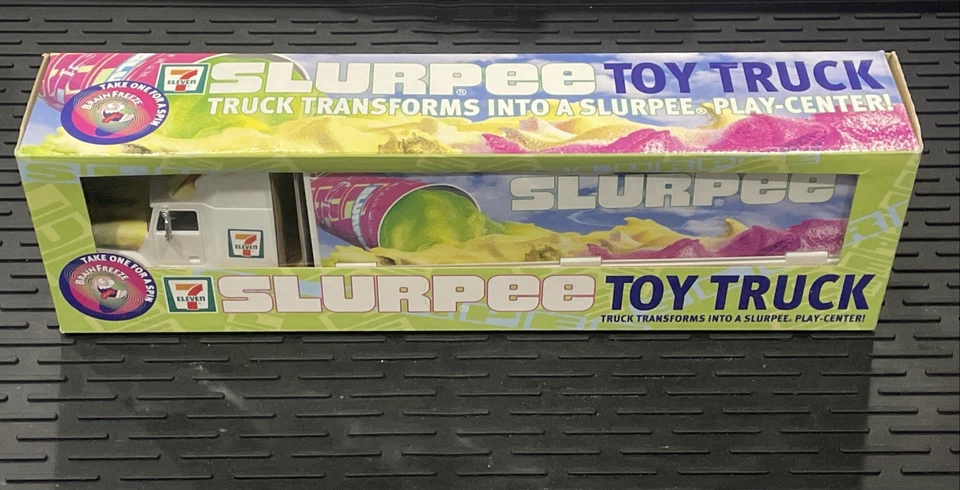 7 ELEVEN
SLURPEE® TOY TRUCK
TAKE ONE FOR A SPIN
BRAIN FREEZE
TRUCK TRANSFORMS INTO A SLURPEE® PLAY-CENTER!
SLURPEE
7 ELEVEN
TAKE ONE FOR A SPIN
BRAIN FREEZE
7 ELEVEN
SLURPEE TOY TRUCK
TRUCK TRANSFORMS INTO A SLURPEE® PLAY-CENTER!